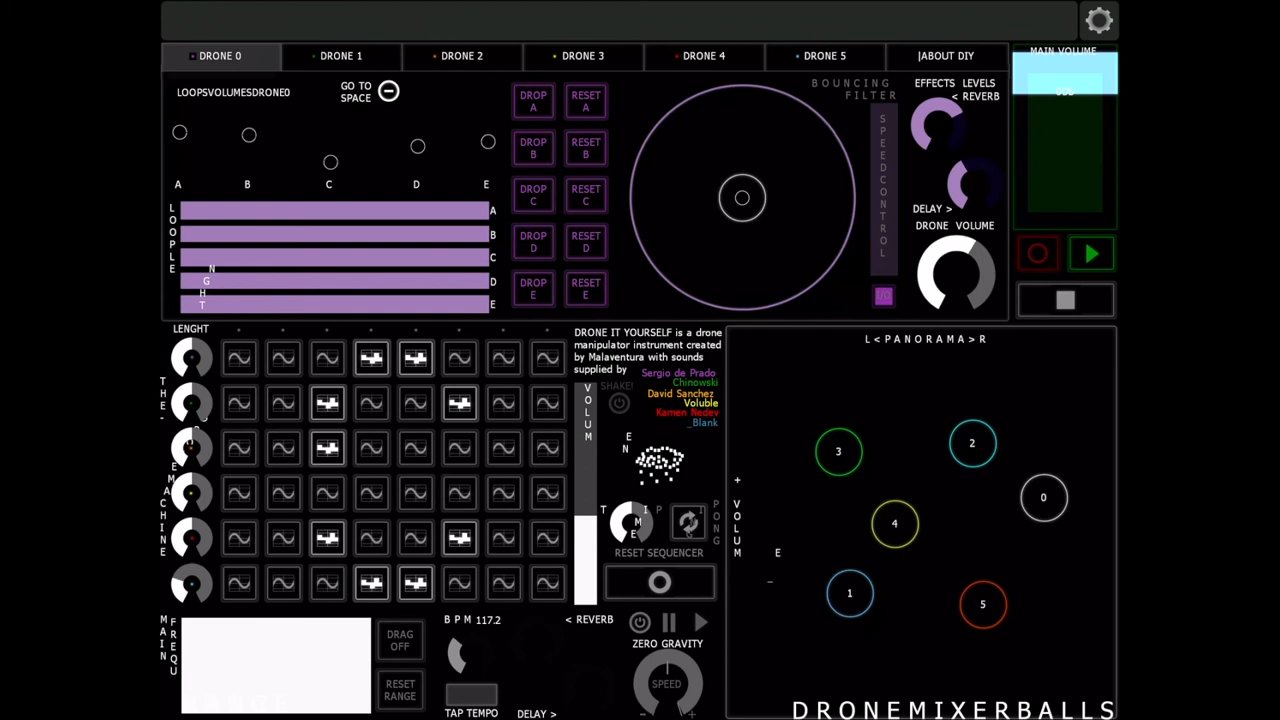 DRONE 0
DRONE 1
DRONE 2
DRONE 3
DRONE 4
DRONE 5
|ABOUT DIY
MAIN VOLUME
LOOPSVOLUMESDRONE0
GO TO
SPACE
A
B
C
D
E
LOOPLE
NGHT
A
B
C
D
E
DROP
A
RESET
A
DROP
B
RESET
B
DROP
C
RESET
C
DROP
D
RESET
D
DROP
E
RESET
E
BOUNCING
FILTER
SPEEDCONTROL
EFFECTS LEVELS
< REVERB
DELAY >
DRONE VOLUME
LENGHT
DRONE IT YOURSELF is a drone
manipulator instrument created
by Malaventura with sounds
supplied by
Sergio de Prado
Chinowski
David Sanchez
Voluble
Kamen Nedev
_Blank
SHAKE!
VOLUM
EN
TIME
PI
PONG
RESET SEQUENCER
L<PANORAMA>R
+
VOLUM
E
–
0
1
2
3
4
5
MAIN
FREQU
DRAG
OFF
RESET
RANGE
BPM 117.2
TAP TEMPO
< REVERB
DELAY >
ZERO GRAVITY
SPEED
- +
DRONEMIXERBALLS